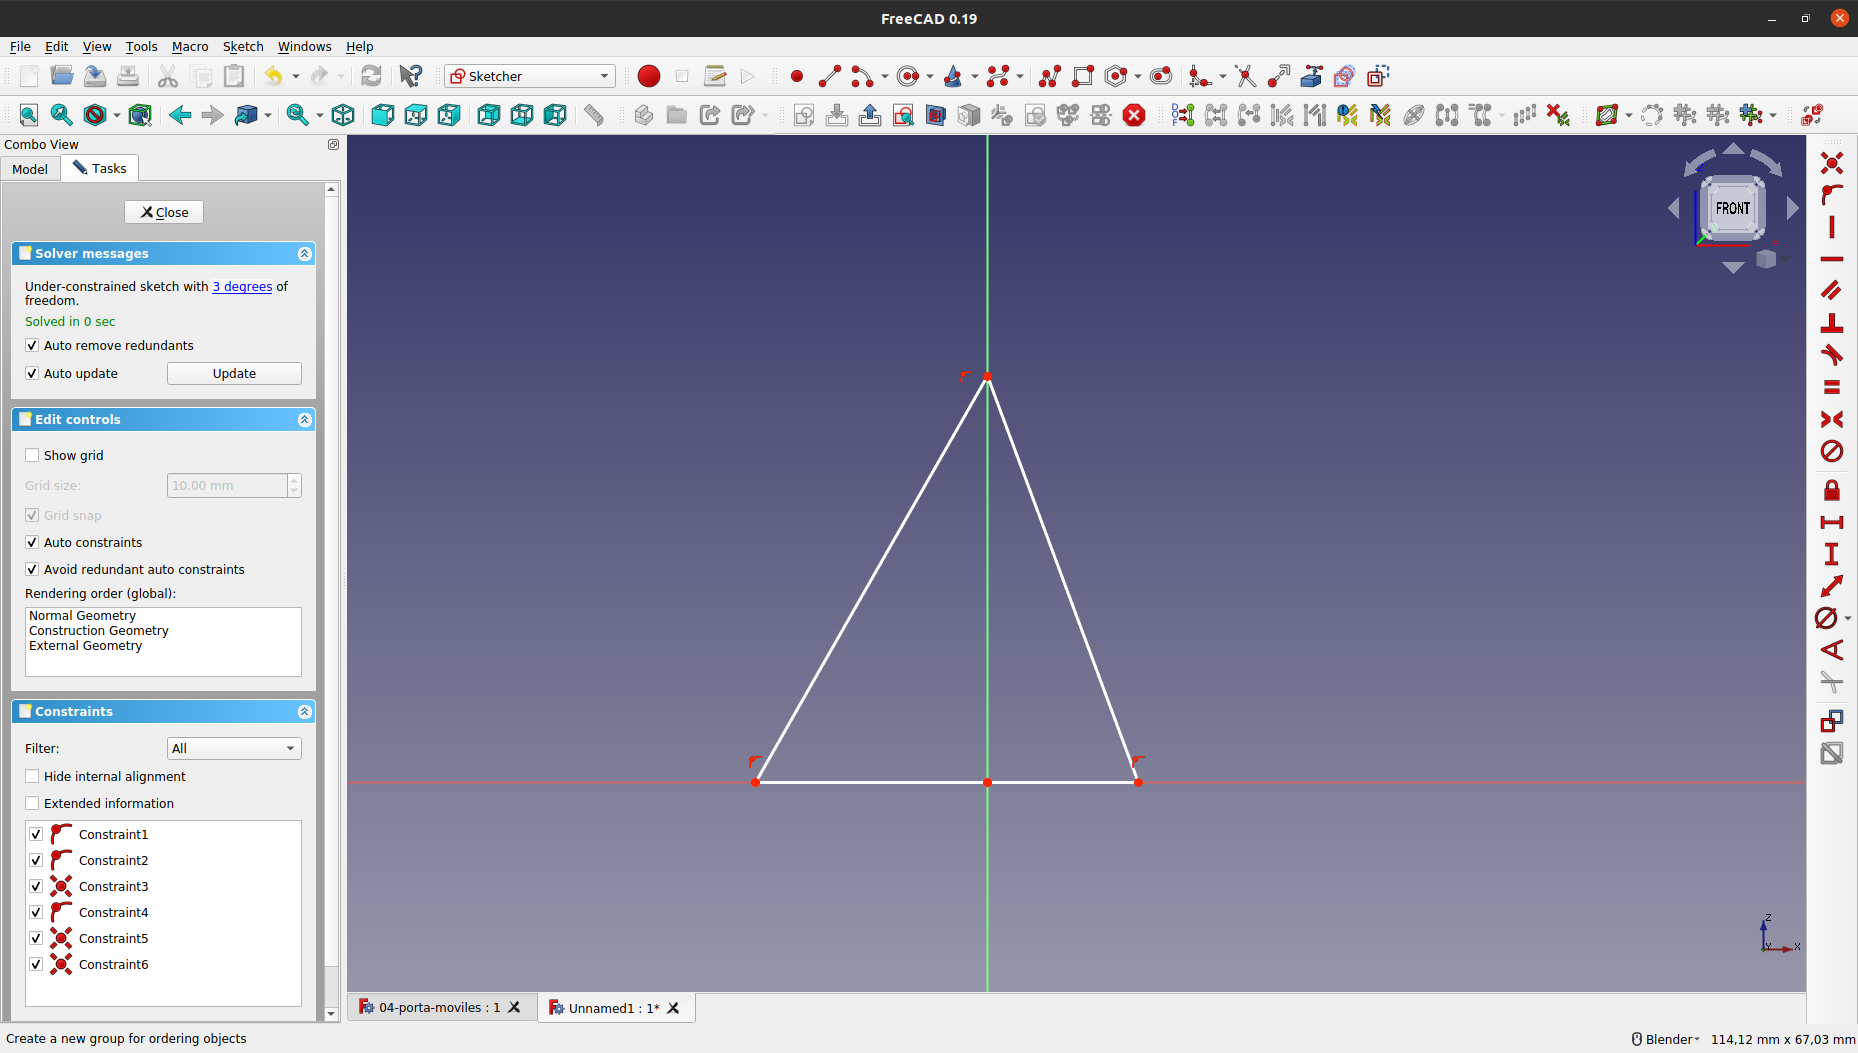 FreeCAD 0.19
File Edit View Tools Macro Sketch Windows Help
Sketcher
Combo View
Model Tasks
Close
Solver messages
Under-constrained sketch with 3 degrees of
freedom.
Solved in 0 sec
Auto remove redundants
Auto update Update
Edit controls
Show grid
Grid size: 10,00 mm
Grid snap
Auto constraints
Avoid redundant auto constraints
Rendering order (global):
Normal Geometry
Construction Geometry
External Geometry
Constraints
Filter: All
Hide internal alignment
Extended information
Constraint1
Constraint2
Constraint3
Constraint4
Constraint5
Constraint6
FRONT
Z
Y X
04-porta-moviles : 1 Unnamed1 : 1*
Create a new group for ordering objects Blender 114,12 mm x 67,03 mm